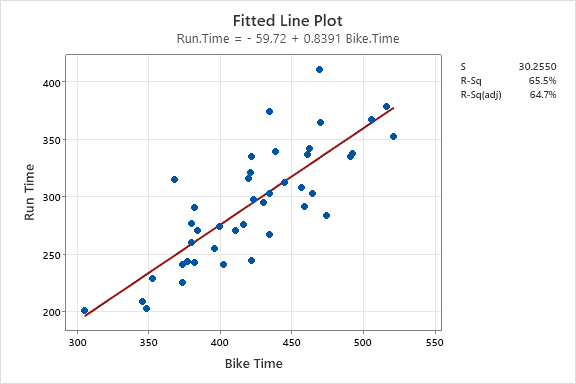 Fitted Line Plot
Run.Time = - 59.72 + 0.8391 Bike.Time
S 30.2550
R-Sq 65.5%
R-Sq(adj) 64.7%
400
350
300
250
200
Run Time
300 350 400 450 500 550
Bike Time